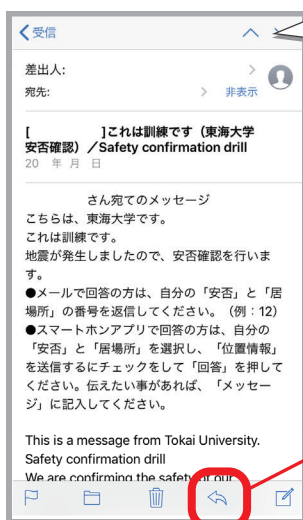 受信
差出人:
宛先: 非表示
[ ]これは訓練です（東海大学
安否確認）／Safety confirmation drill
20 年 月 日
さん宛てのメッセージ
こちらは、東海大学です。
これは訓練です。
地震が発生しましたので、安否確認を行いま
す。
●メールで回答の方は、自分の「安否」と「居
場所」の番号を返信してください。（例：12）
●スマートホンアプリで回答の方は、自分の
「安否」と「居場所」を選択し、「位置情報」
を送信するにチェックをして「回答」を押して
ください。伝えたい事があれば、「メッセー
ジ」に記入してください。
This is a message from Tokai University.
Safety confirmation drill
We are confirming the safety of our